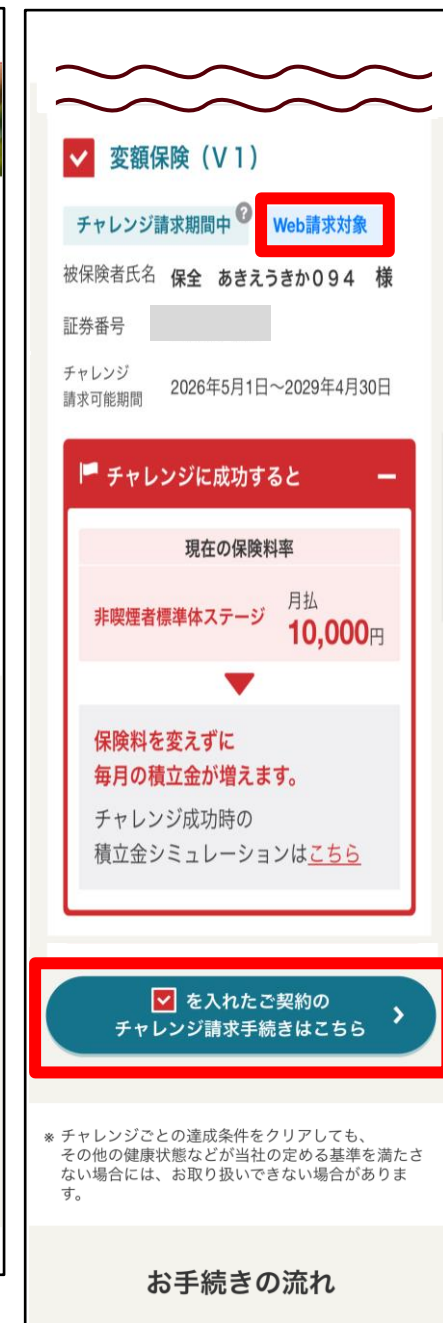 変額保険（V1）
チャレンジ請求期間中 ? Web請求対象
被保険者氏名 保全 あきえうきか094 様
証券番号
チャレンジ
請求可能期間 2026年5月1日～2029年4月30日
チャレンジに成功すると
現在の保険料率
非喫煙者標準体ステージ 月払
10,000円
保険料を変えずに
毎月の積立金が増えます。
チャレンジ成功時の
積立金シミュレーションはこちら
を入れたご契約の
チャレンジ請求手続きはこちら
※ チャレンジごとの達成条件をクリアしても、
その他の健康状態などが当社の定める基準を満たさ
ない場合には、お取り扱いできない場合がありま
す。
お手続きの流れ